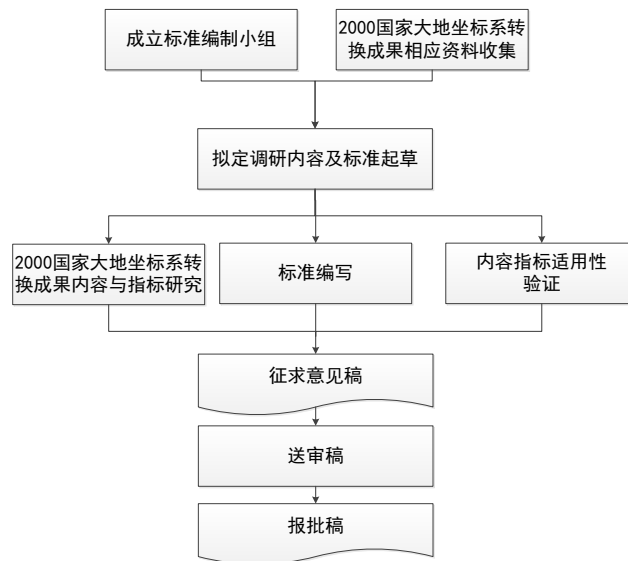 成立标准编制小组
2000国家大地坐标系转
换成果相应资料收集
拟定调研内容及标准起草
2000国家大地坐标系转
换成果内容与指标研究
标准编写
内容指标适用性
验证
征求意见稿
送审稿
报批稿